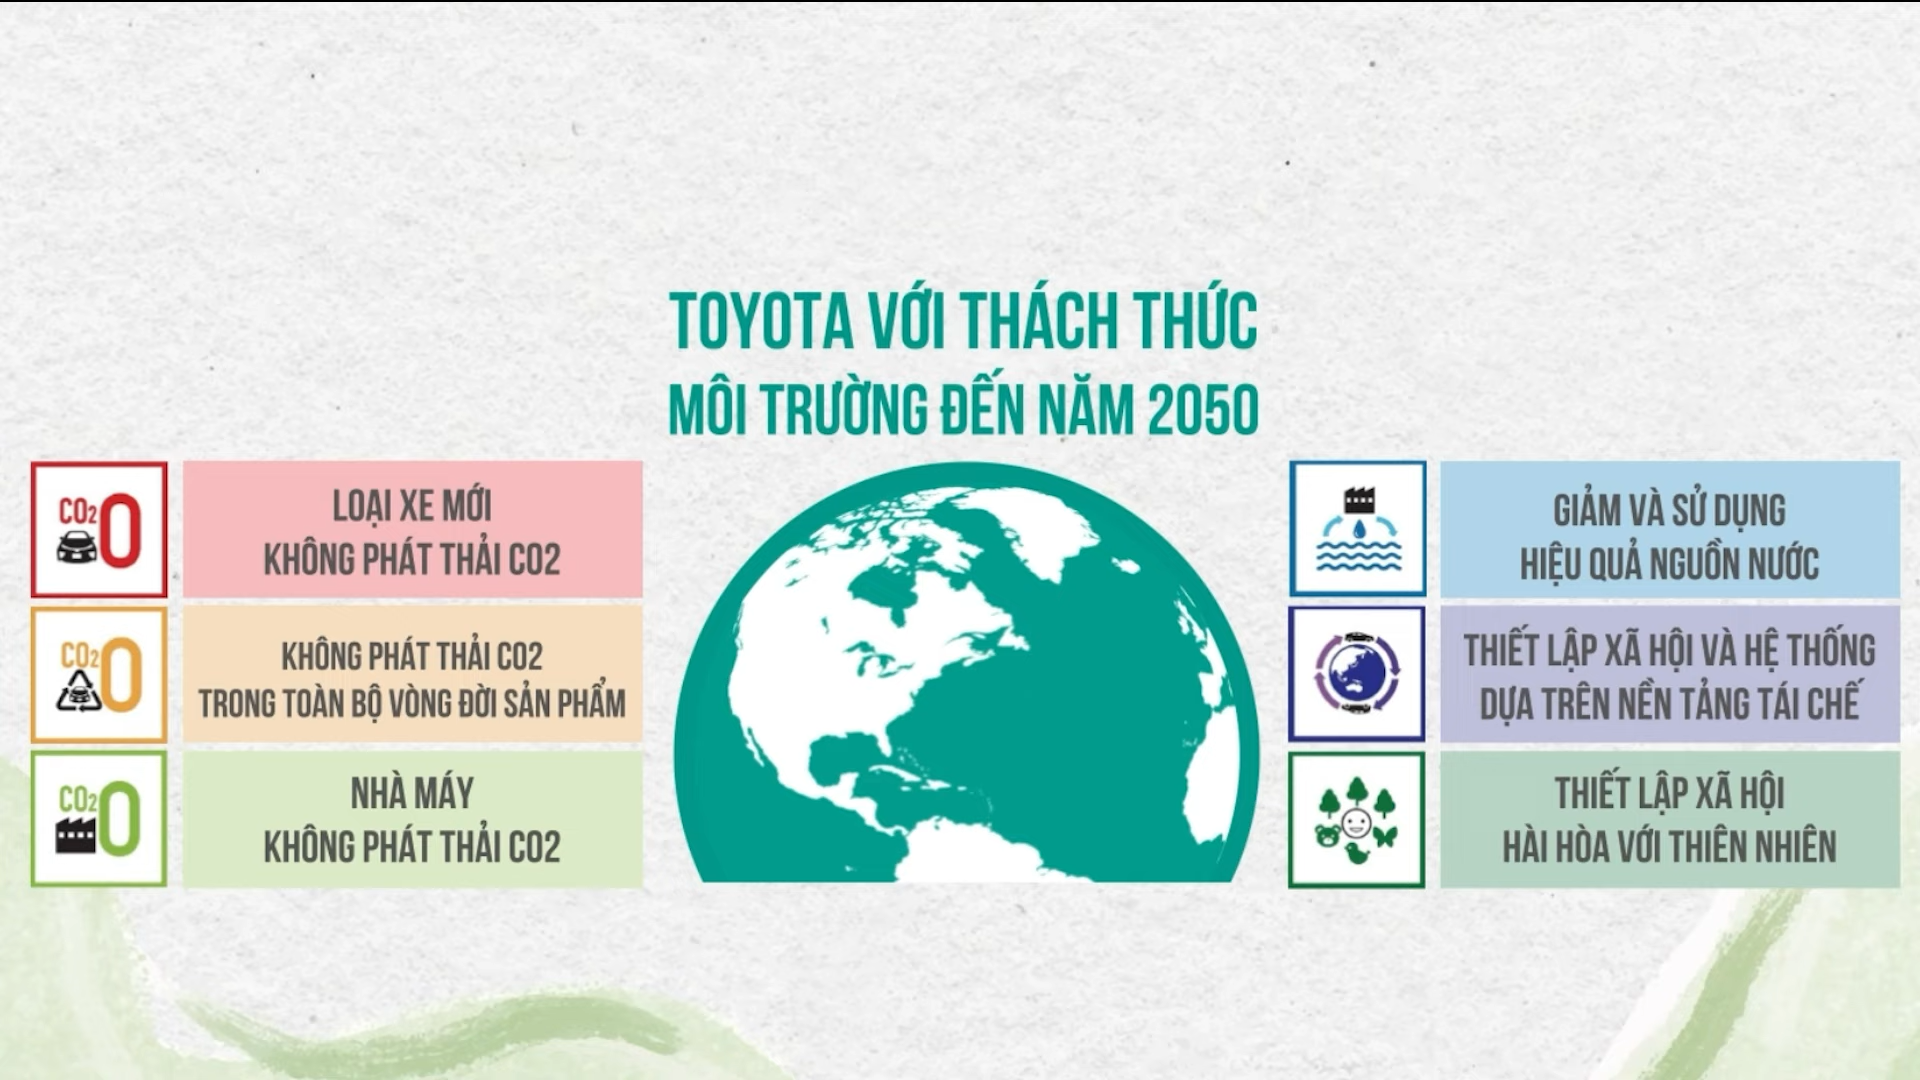 TOYOTA VỚI THÁCH THỨC
MÔI TRƯỜNG ĐẾN NĂM 2050
CO2 0
LOẠI XE MỚI
KHÔNG PHÁT THẢI CO2
CO2 0
KHÔNG PHÁT THẢI CO2
TRONG TOÀN BỘ VÒNG ĐỜI SẢN PHẨM
CO2 0
NHÀ MÁY
KHÔNG PHÁT THẢI CO2
GIẢM VÀ SỬ DỤNG
HIỆU QUẢ NGUỒN NƯỚC
THIẾT LẬP XÃ HỘI VÀ HỆ THỐNG
DỰA TRÊN NỀN TẢNG TÁI CHẾ
THIẾT LẬP XÃ HỘI
HÀI HÒA VỚI THIÊN NHIÊN